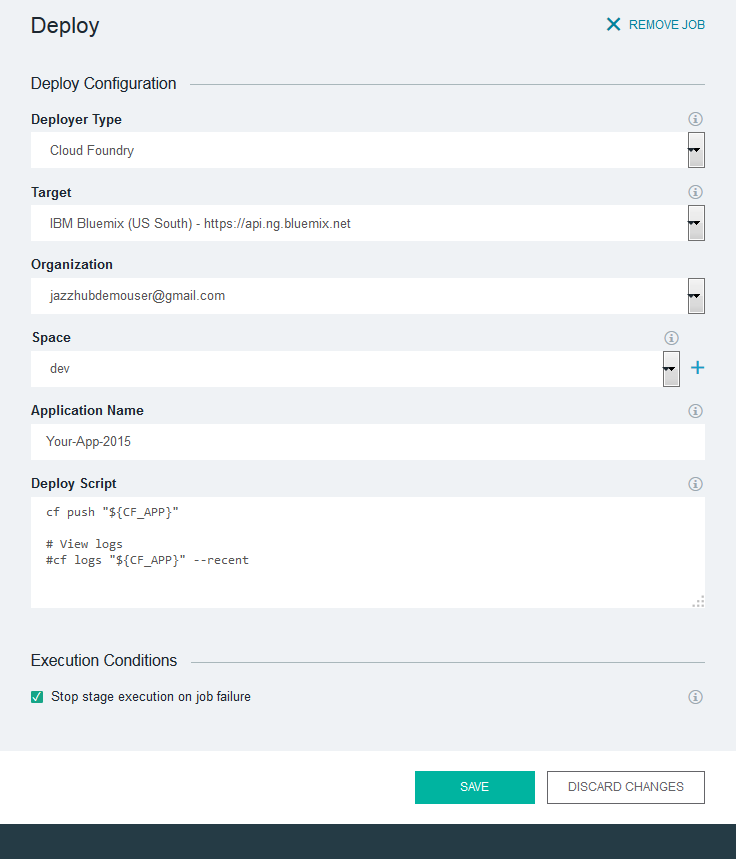 Deploy
REMOVE JOB
Deploy Configuration
Deployer Type
Cloud Foundry
Target
IBM Bluemix (US South) - https://api.ng.bluemix.net
Organization
jazzhubdemouser@gmail.com
Space
dev
Application Name
Your-App-2015
Deploy Script
cf push "${CF_APP}"
# View logs
#cf logs "${CF_APP}" --recent
Execution Conditions
Stop stage execution on job failure
SAVE
DISCARD CHANGES